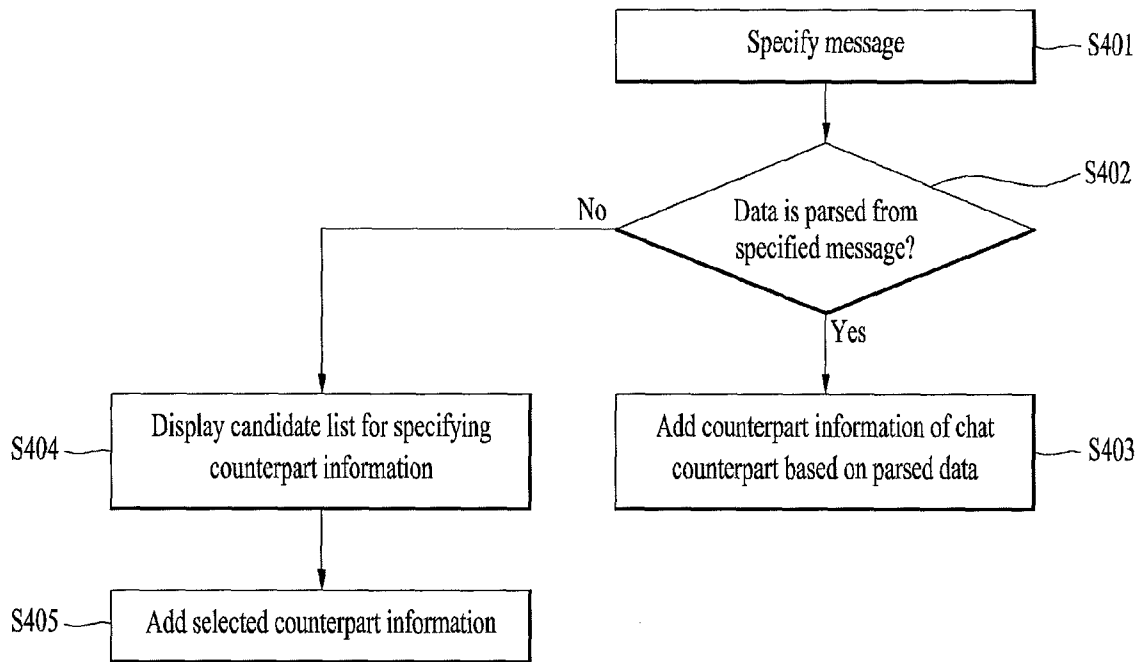 Specify message
S401
S402
No
Data is parsed from
specified message?
Yes
S404
Display candidate list for specifying
counterpart information
Add counterpart information of chat
counterpart based on parsed data
S403
S405
Add selected counterpart information